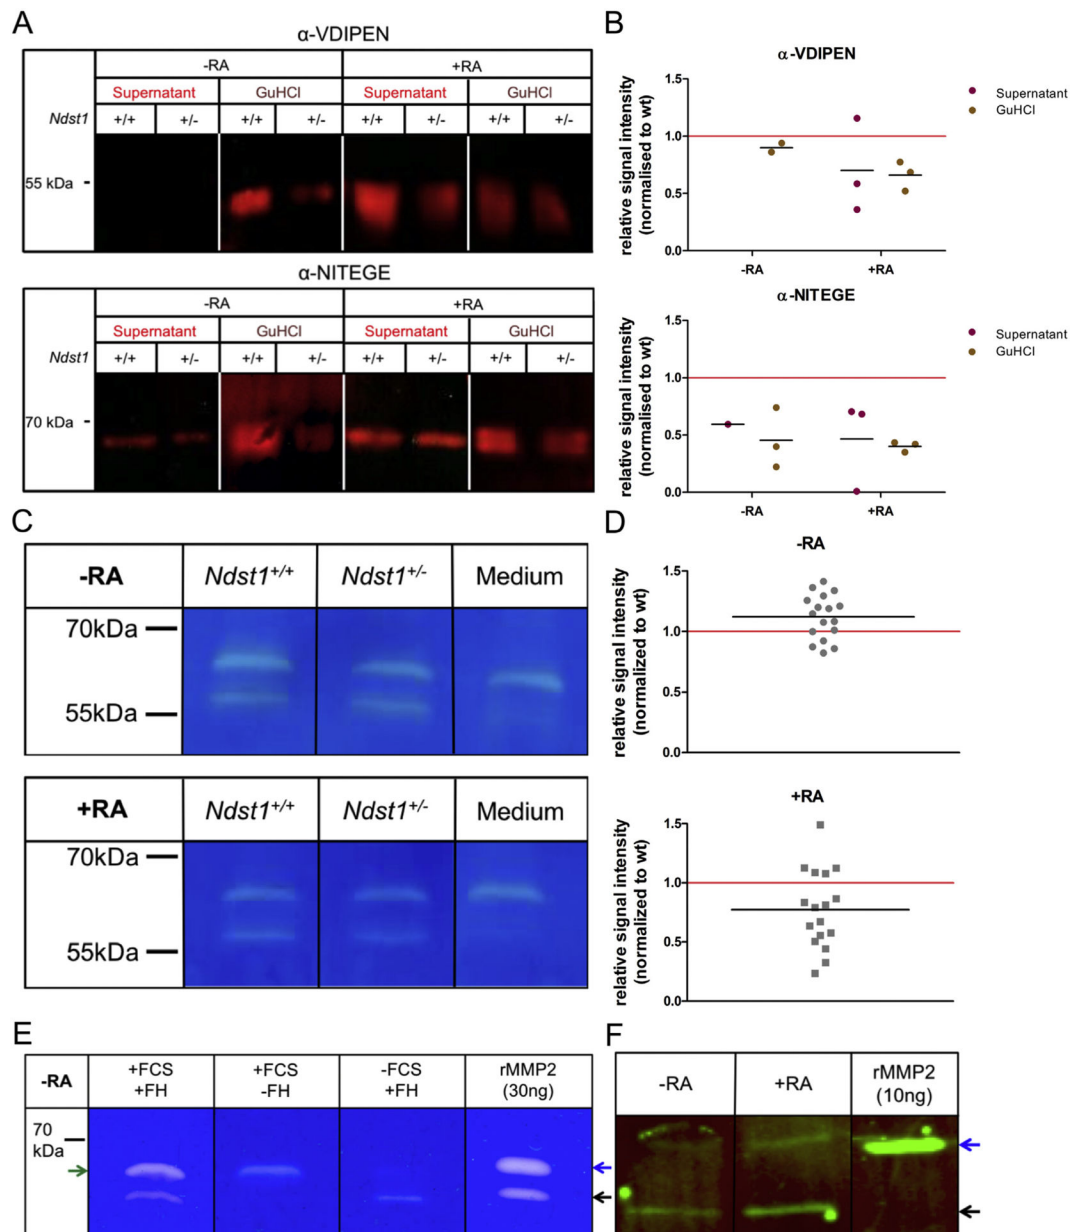 A
α-VDIPEN
-RA +RA
Supernatant GuHCl Supernatant GuHCl
Ndst1 +/+ +/- +/+ +/- +/+ +/- +/+ +/-
55 kDa
α-NITEGE
-RA +RA
Supernatant GuHCl Supernatant GuHCl
Ndst1 +/+ +/- +/+ +/- +/+ +/- +/+ +/-
70 kDa
B
α-VDIPEN
relative signal intensity
(normalised to wt)
1.5
1.0
0.5
0.0
-RA +RA
Supernatant
GuHCl
α-NITEGE
relative signal intensity
(normalised to wt)
1.5
1.0
0.5
0.0
-RA +RA
Supernatant
GuHCl
C
-RA Ndst1+/+ Ndst1+/- Medium
70kDa
55kDa
+RA Ndst1+/+ Ndst1+/- Medium
70kDa
55kDa
D
-RA
relative signal intensity
(normalized to wt)
1.5
1.0
0.5
0.0
+RA
relative signal intensity
(normalized to wt)
1.5
1.0
0.5
0.0
E
-RA
+FCS
+FH
+FCS
-FH
-FCS
+FH
rMMP2
(30ng)
70
kDa
F
-RA
+RA
rMMP2
(10ng)